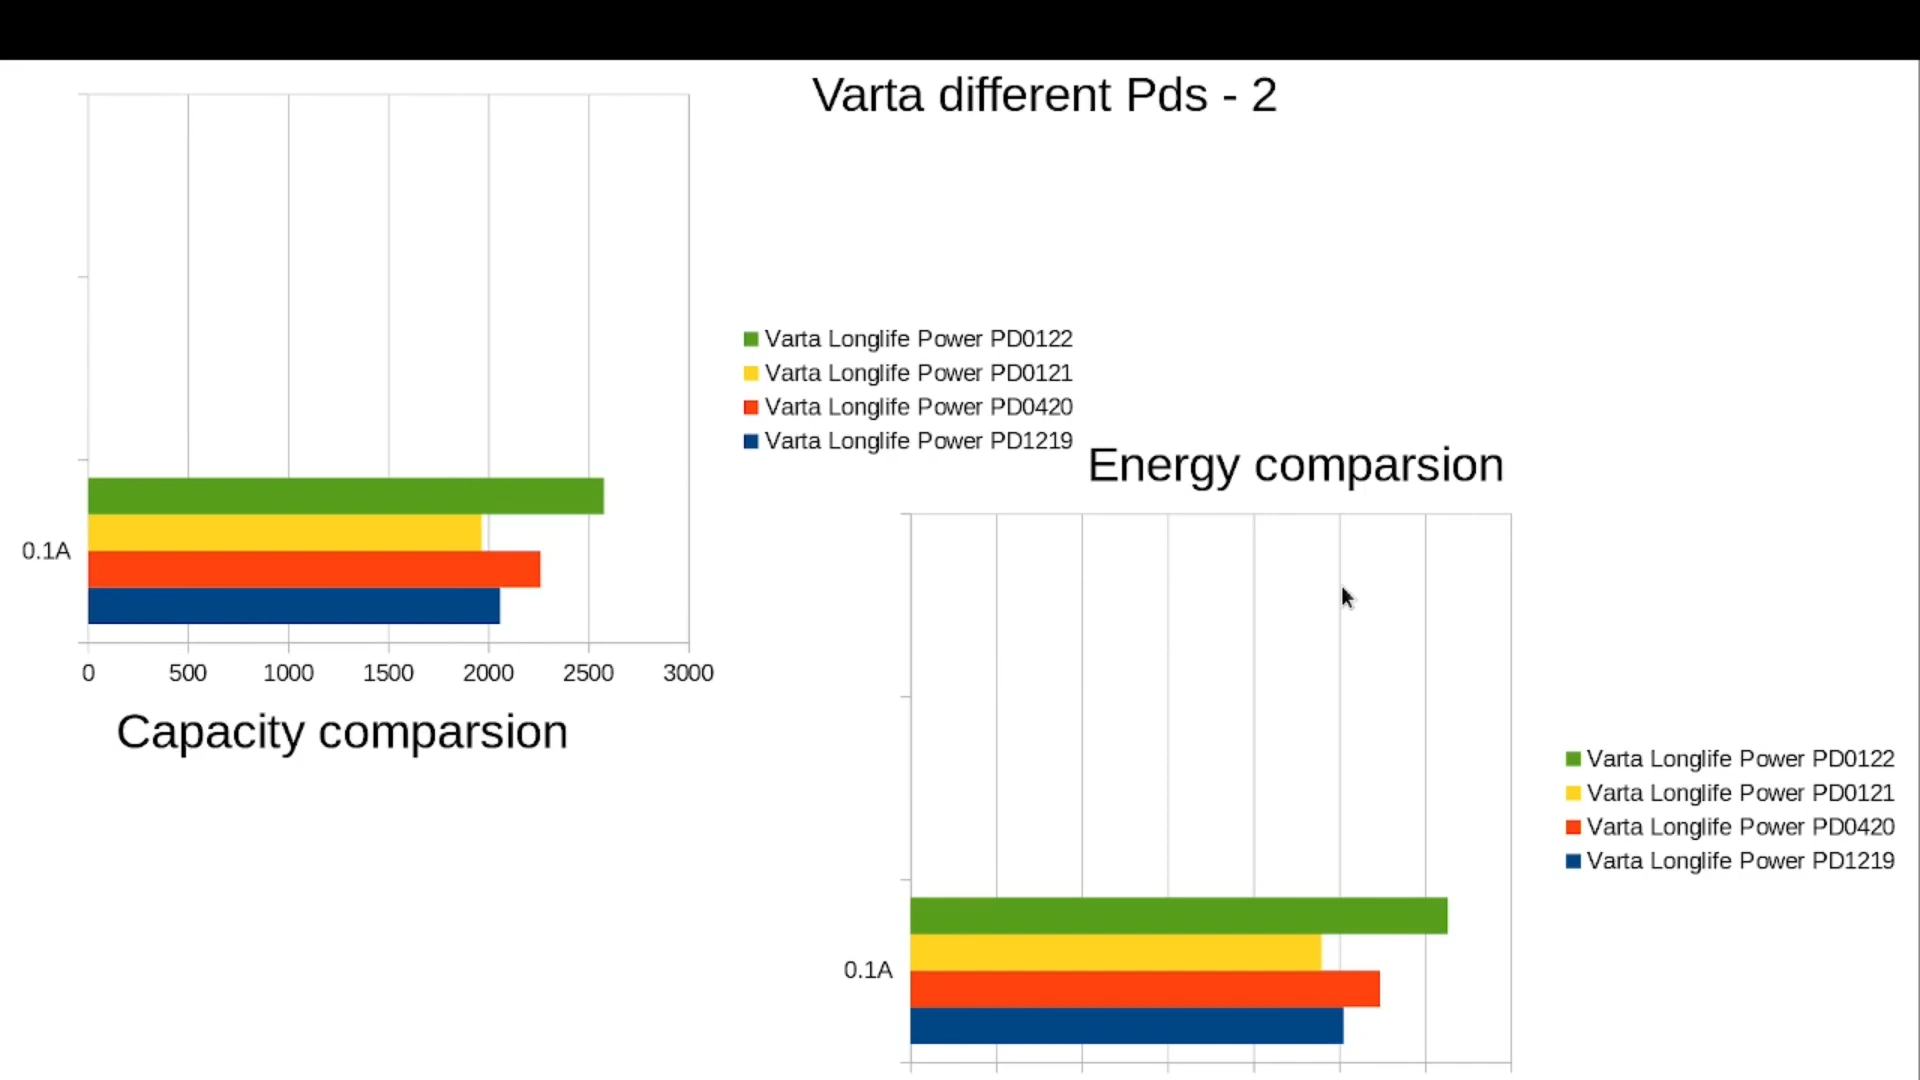 Varta different Pds - 2
Varta Longlife Power PD0122
Varta Longlife Power PD0121
Varta Longlife Power PD0420
Varta Longlife Power PD1219
0.1A
0 500 1000 1500 2000 2500 3000
Capacity comparsion
Energy comparsion
Varta Longlife Power PD0122
Varta Longlife Power PD0121
Varta Longlife Power PD0420
Varta Longlife Power PD1219
0.1A